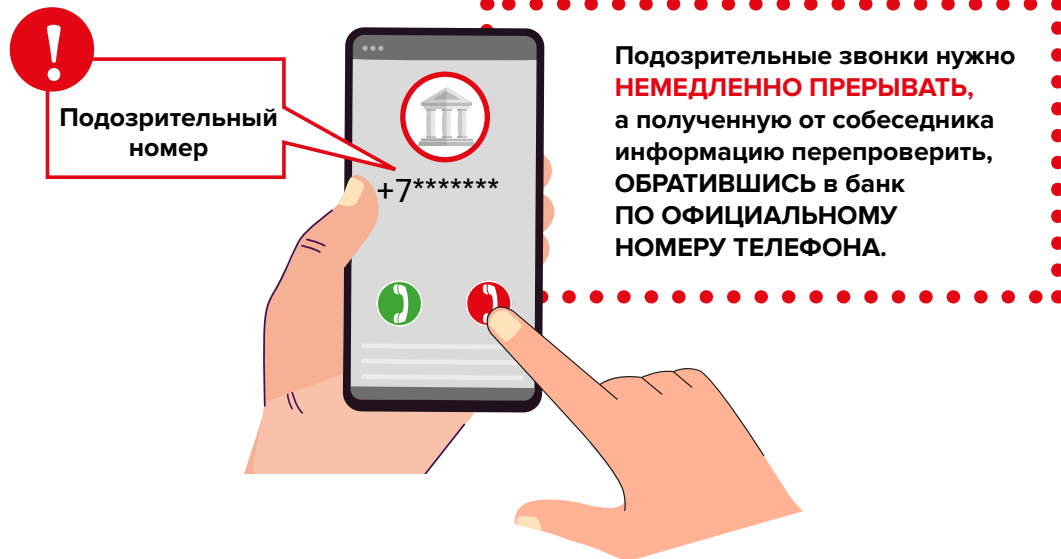 Подозрительный
номер
+7*******
Подозрительные звонки нужно
НЕМЕДЛЕННО ПРЕРЫВАТЬ,
а полученную от собеседника
информацию перепроверить,
ОБРАТИВШИСЬ в банк
ПО ОФИЦИАЛЬНОМУ
НОМЕРУ ТЕЛЕФОНА.